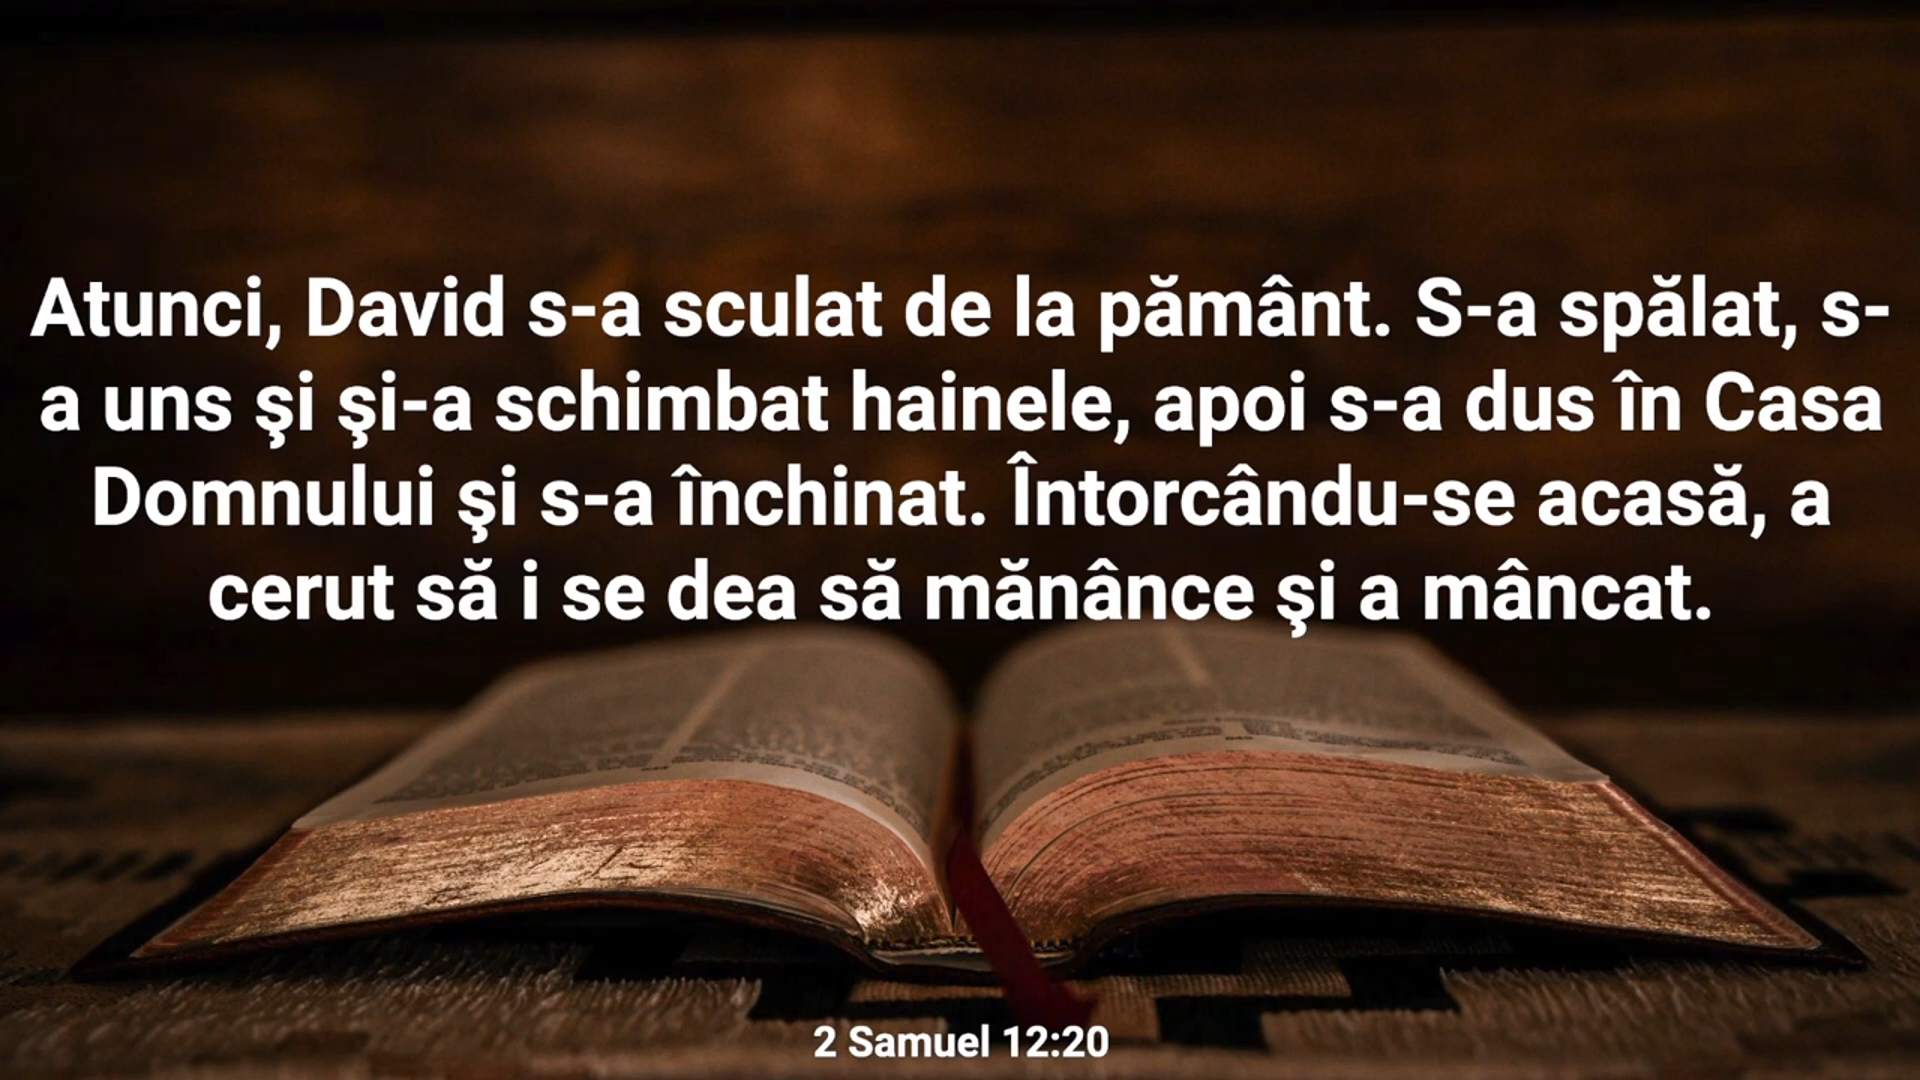 Atunci, David s-a sculat de la pământ. S-a spălat, s-
a uns şi şi-a schimbat hainele, apoi s-a dus în Casa
Domnului şi s-a închinat. Întorcându-se acasă, a
cerut să i se dea să mănânce şi a mâncat.
2 Samuel 12:20